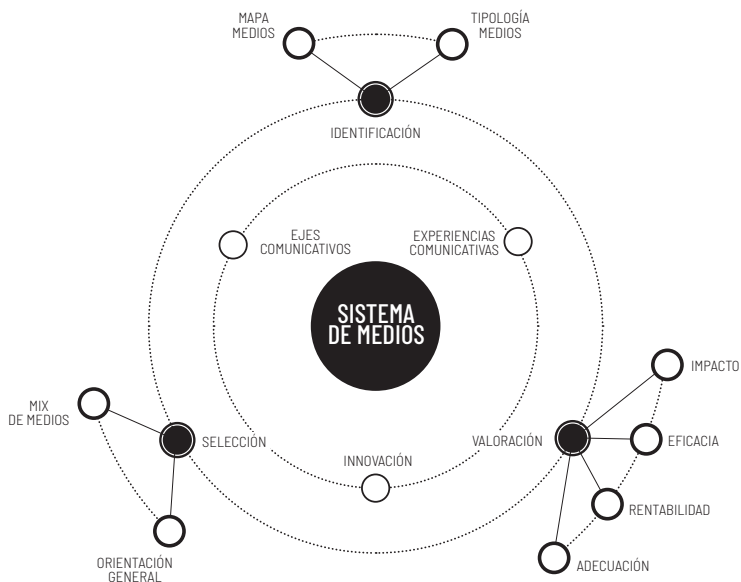 MAPA
MEDIOS
TIPOLOGÍA
MEDIOS
IDENTIFICACIÓN
EJES
COMUNICATIVOS
EXPERIENCIAS
COMUNICATIVAS
SISTEMA
DE MEDIOS
IMPACTO
MIX
DE MEDIOS
SELECCIÓN
VALORACIÓN
EFICACIA
INNOVACIÓN
RENTABILIDAD
ORIENTACIÓN
GENERAL
ADECUACIÓN